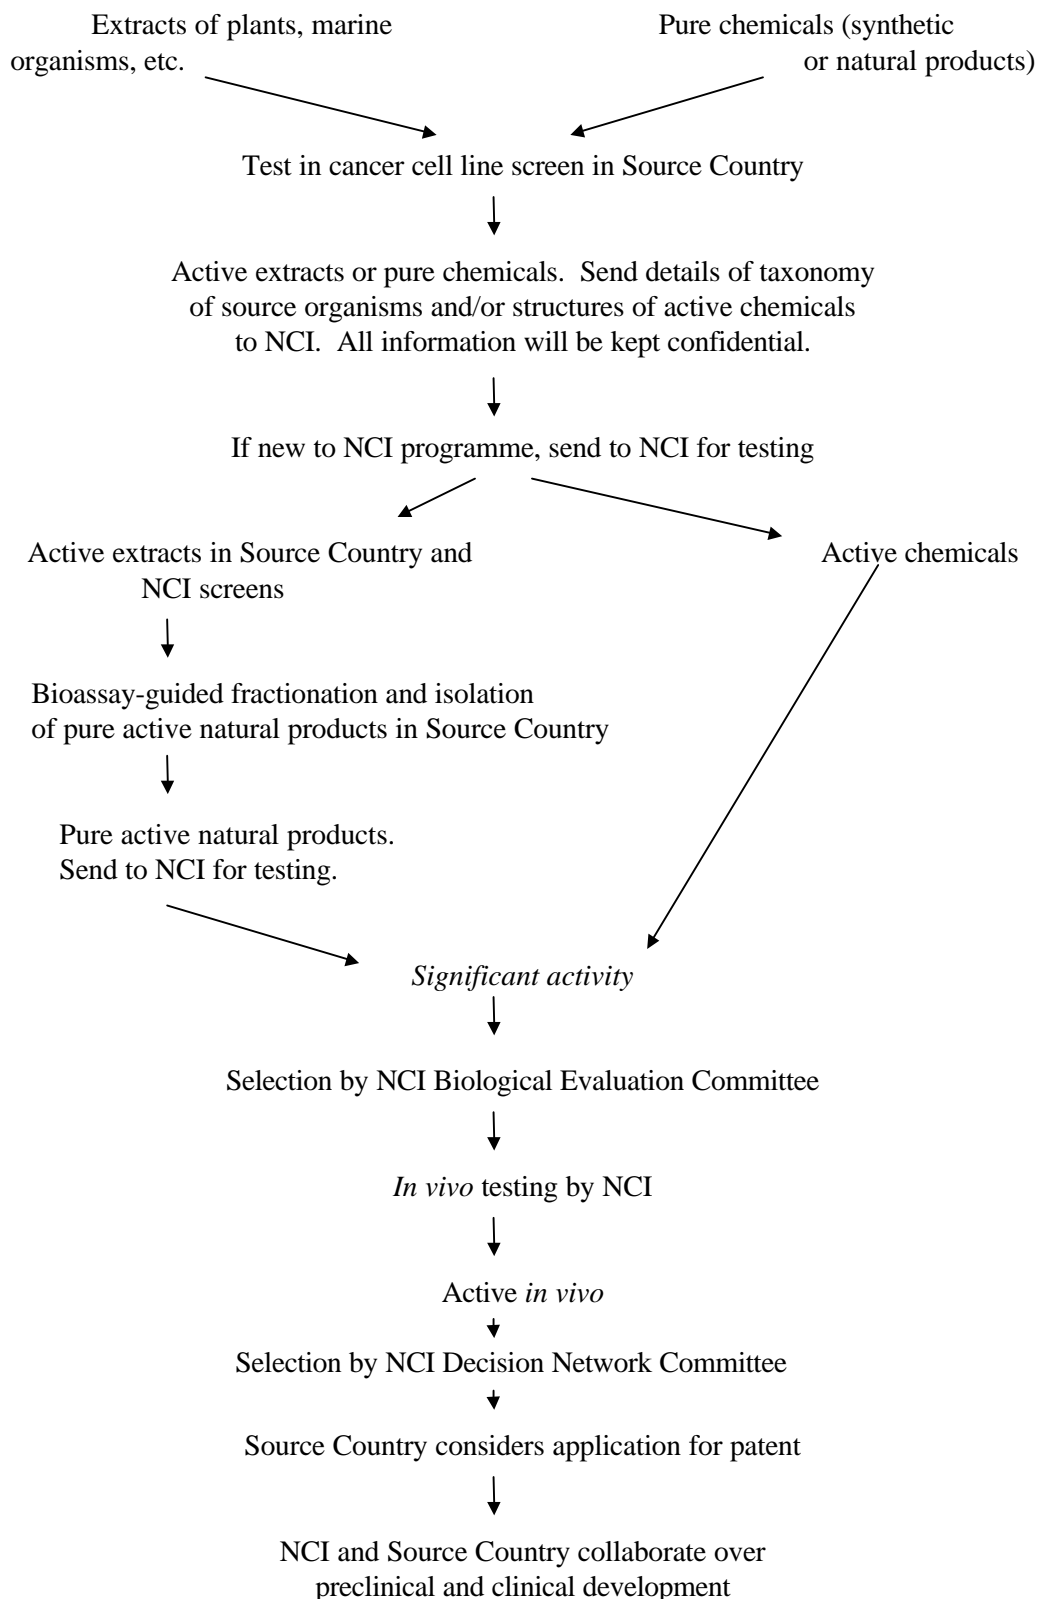 Extracts of plants, marine
organisms, etc.
Pure chemicals (synthetic
or natural products)
Test in cancer cell line screen in Source Country
Active extracts or pure chemicals.  Send details of taxonomy
of source organisms and/or structures of active chemicals
to NCI.  All information will be kept confidential.
If new to NCI programme, send to NCI for testing
Active extracts in Source Country and
NCI screens
Active chemicals
Bioassay-guided fractionation and isolation
of pure active natural products in Source Country
Pure active natural products.
Send to NCI for testing.
Significant activity
Selection by NCI Biological Evaluation Committee
In vivo testing by NCI
Active in vivo
Selection by NCI Decision Network Committee
Source Country considers application for patent
NCI and Source Country collaborate over
preclinical and clinical development